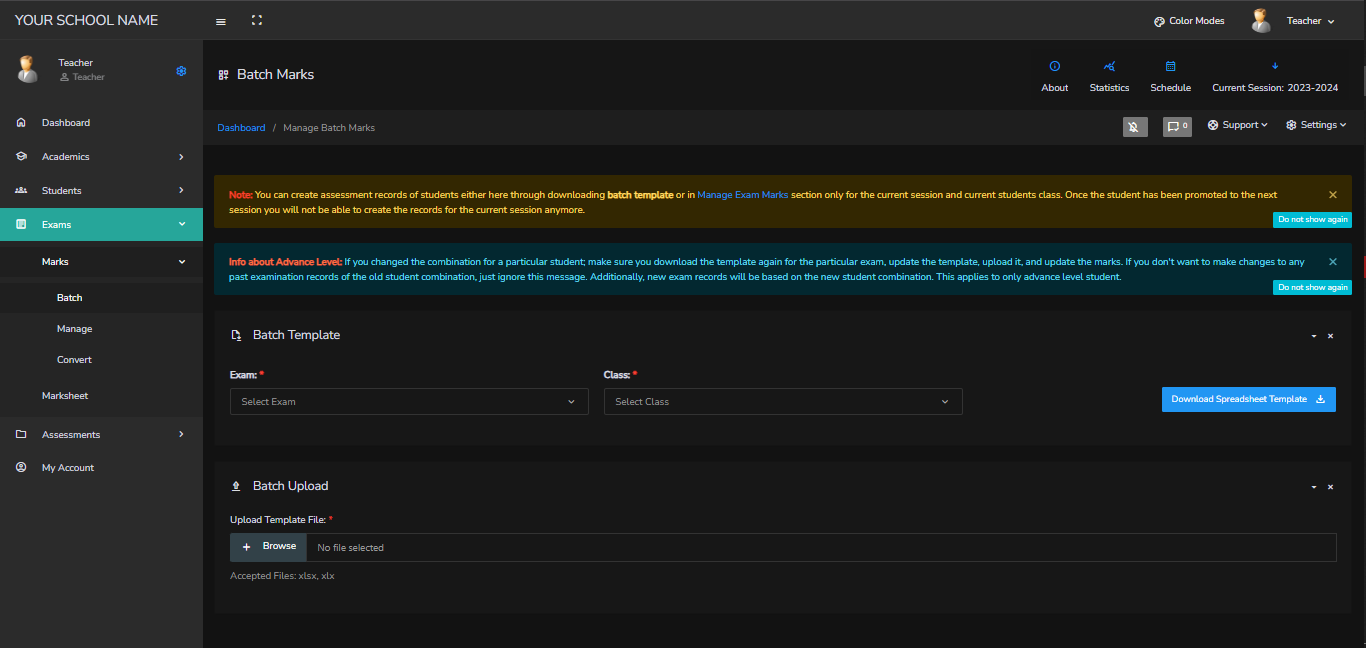 YOUR SCHOOL NAME
Color Modes
Teacher
Teacher
Teacher
Dashboard
Academics
Students
Exams
Marks
Batch
Manage
Convert
Marksheet
Assessments
My Account
Batch Marks
About
Statistics
Schedule
Current Session: 2023-2024
Dashboard / Manage Batch Marks
0
Support
Settings
Note: You can create assessment records of students either here through downloading batch template or in Manage Exam Marks section only for the current session and current students class. Once the student has been promoted to the next
session you will not be able to create the records for the current session anymore.
Do not show again
Info about Advance Level: If you changed the combination for a particular student; make sure you download the template again for the particular exam, update the template, upload it, and update the marks. If you don't want to make changes to any
past examination records of the old student combination, just ignore this message. Additionally, new exam records will be based on the new student combination. This applies to only advance level student.
Do not show again
Batch Template
Exam: *
Class: *
Select Exam
Select Class
Download Spreadsheet Template
Batch Upload
Upload Template File: *
Browse
No file selected
Accepted Files: xlsx, xlx